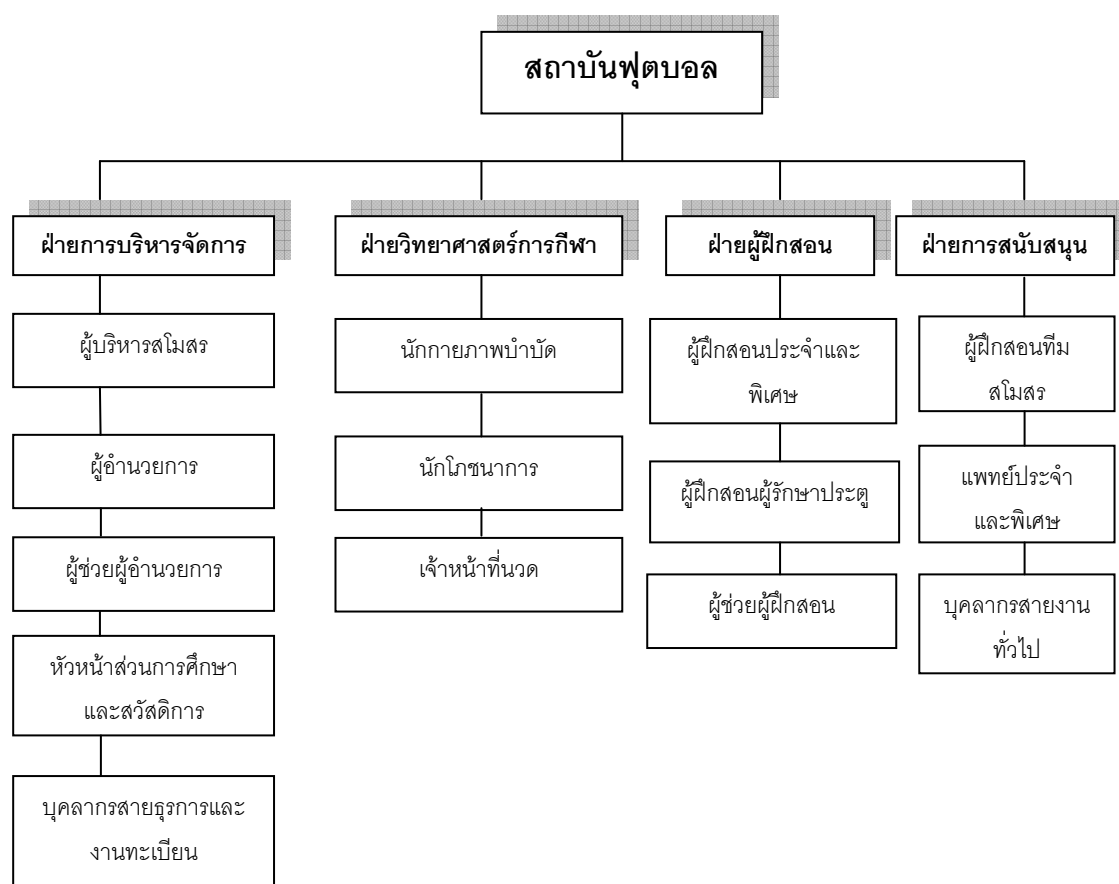 สถาบันฟุตบอล
ฝ่ายการบริหารจัดการ
ผู้บริหารสโมสร
ผู้อำนวยการ
ผู้ช่วยผู้อำนวยการ
หัวหน้าส่วนการศึกษา
และสวัสดิการ
บุคลากรสายธุรการและ
งานทะเบียน
ฝ่ายวิทยาศาสตร์การกีฬา
นักกายภาพบำบัด
นักโภชนาการ
เจ้าหน้าที่นวด
ฝ่ายผู้ฝึกสอน
ผู้ฝึกสอนประจำและ
พิเศษ
ผู้ฝึกสอนผู้รักษาประตู
ผู้ช่วยผู้ฝึกสอน
ฝ่ายการสนับสนุน
ผู้ฝึกสอนทีม
สโมสร
แพทย์ประจำ
และพิเศษ
บุคลากรสายงาน
ทั่วไป